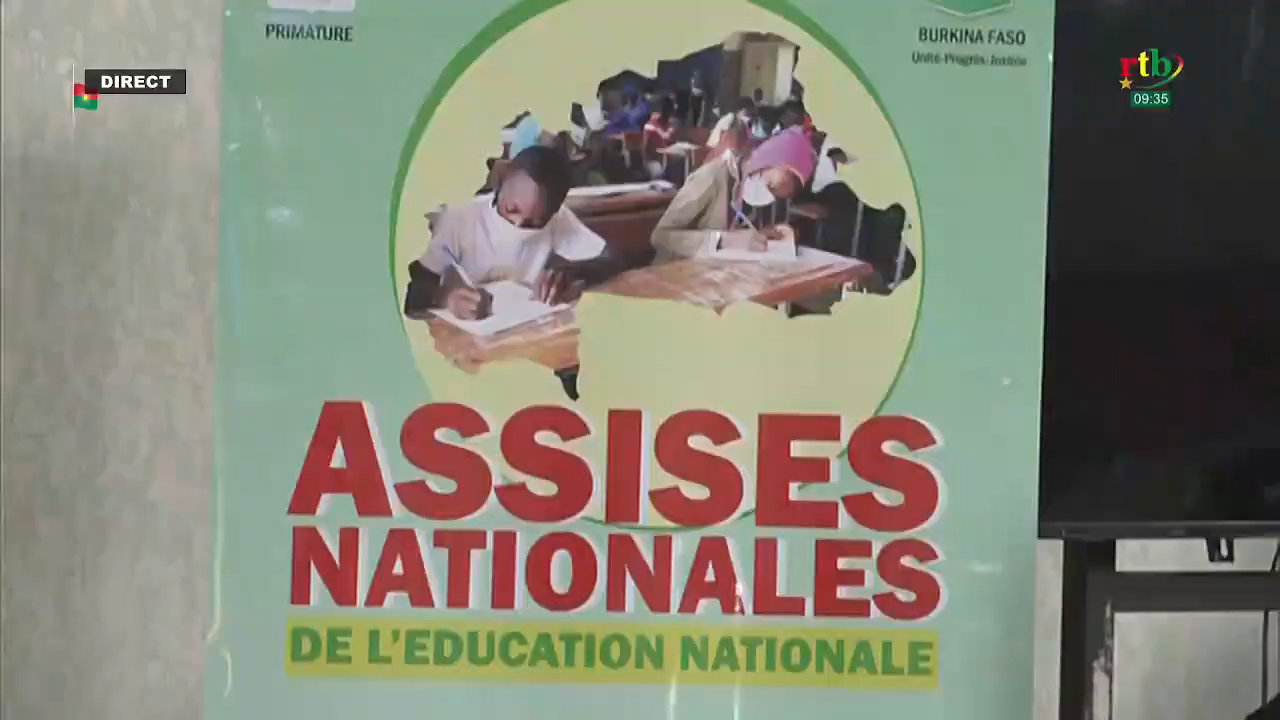 PRIMATURE
BURKINA FASO
Unité-Progrès-Justice
DIRECT
rtb
09:35
ASSISES
NATIONALES
DE L'EDUCATION NATIONALE